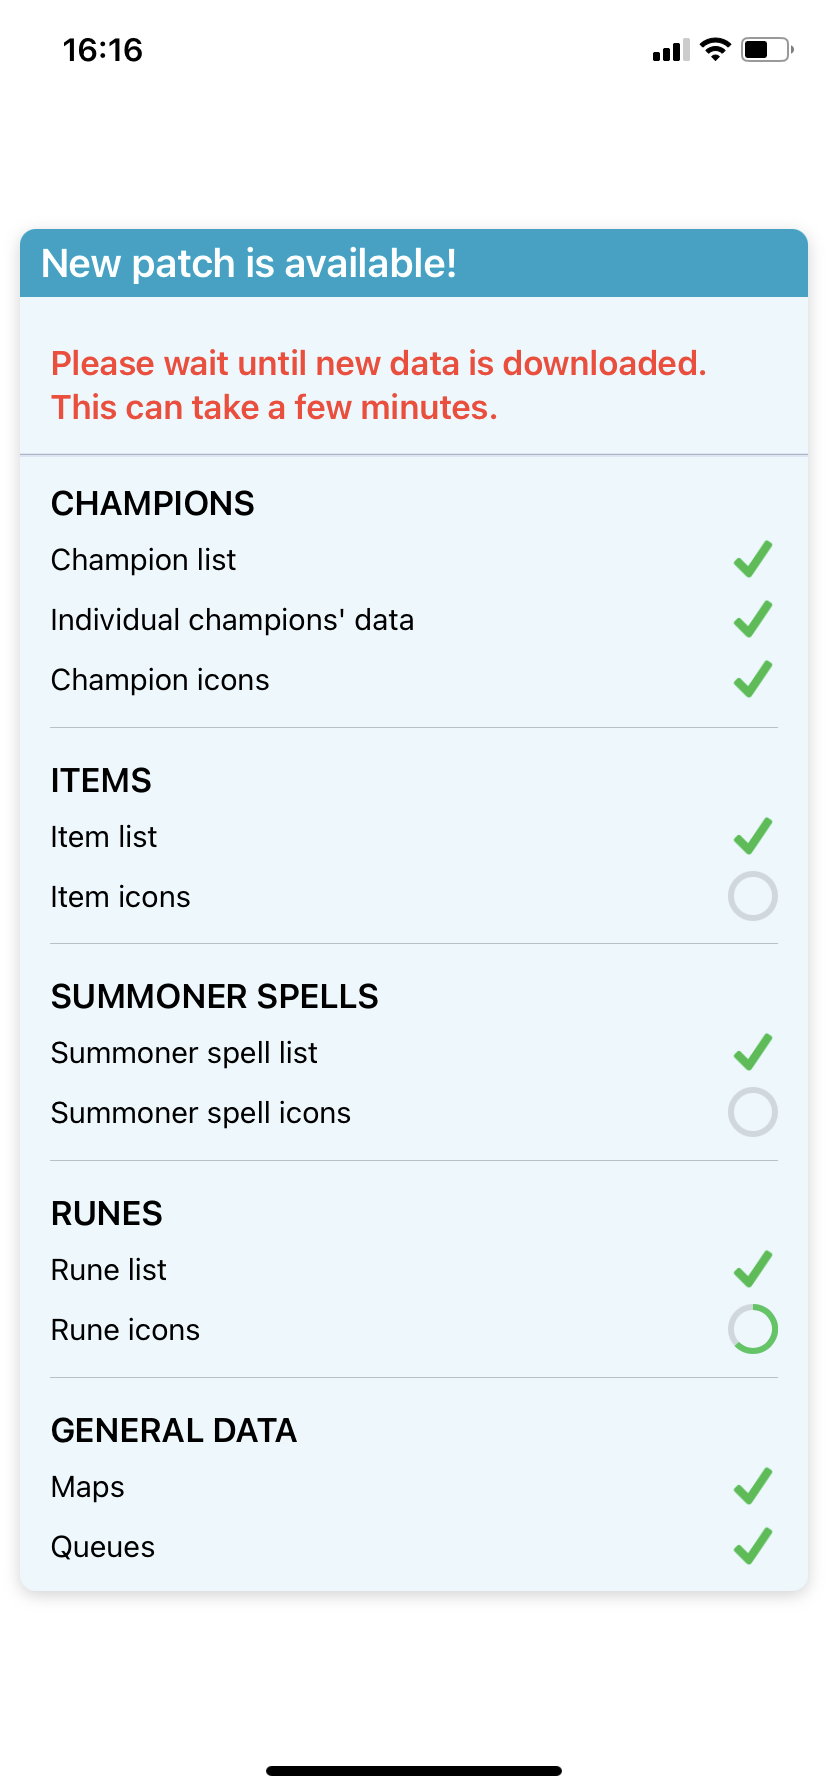 16:16
New patch is available!
Please wait until new data is downloaded.
This can take a few minutes.
CHAMPIONS
Champion list
Individual champions' data
Champion icons
ITEMS
Item list
Item icons
SUMMONER SPELLS
Summoner spell list
Summoner spell icons
RUNES
Rune list
Rune icons
GENERAL DATA
Maps
Queues